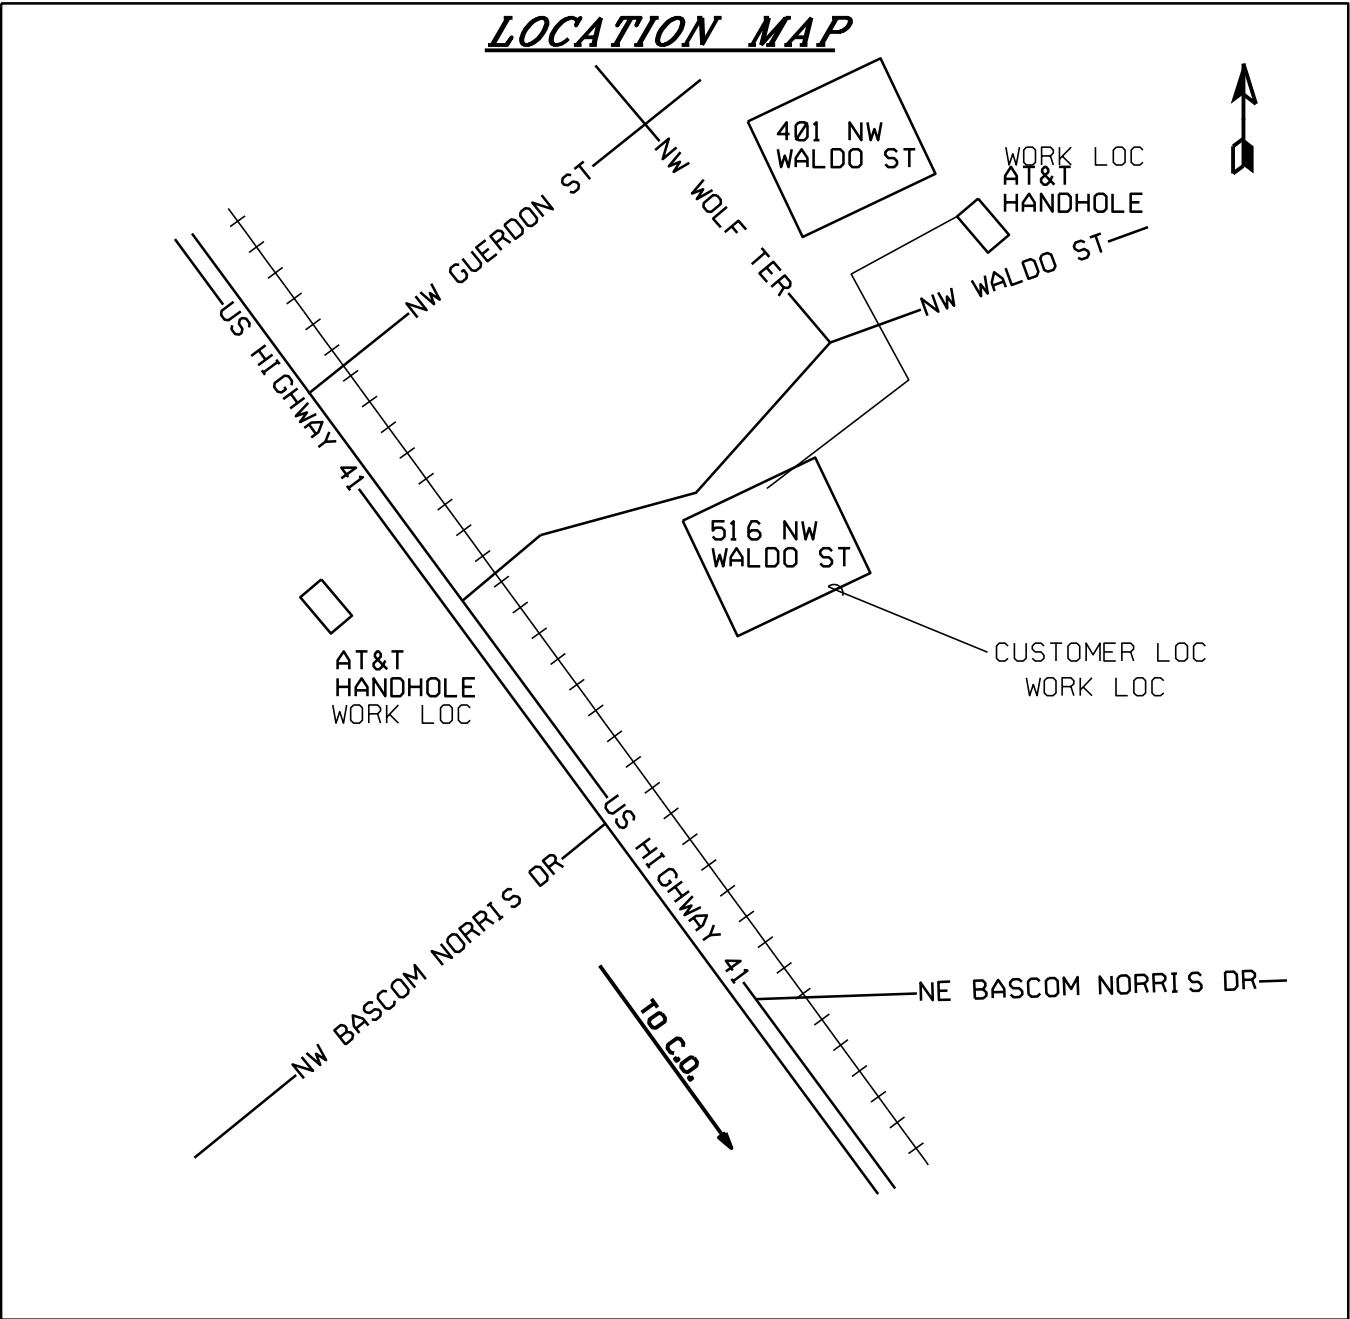 LOCATION MAP
401 NW
WALDO ST
WORK LOC
AT&T
HANDHOLE
NW WOLF TER
NW GUERDON ST
NW WALDO ST
US HIGHWAY 41
516 NW
WALDO ST
CUSTOMER LOC
WORK LOC
AT&T
HANDHOLE
WORK LOC
US HIGHWAY 41
NW BASCOM NORRIS DR
NE BASCOM NORRIS DR
TO C.O.